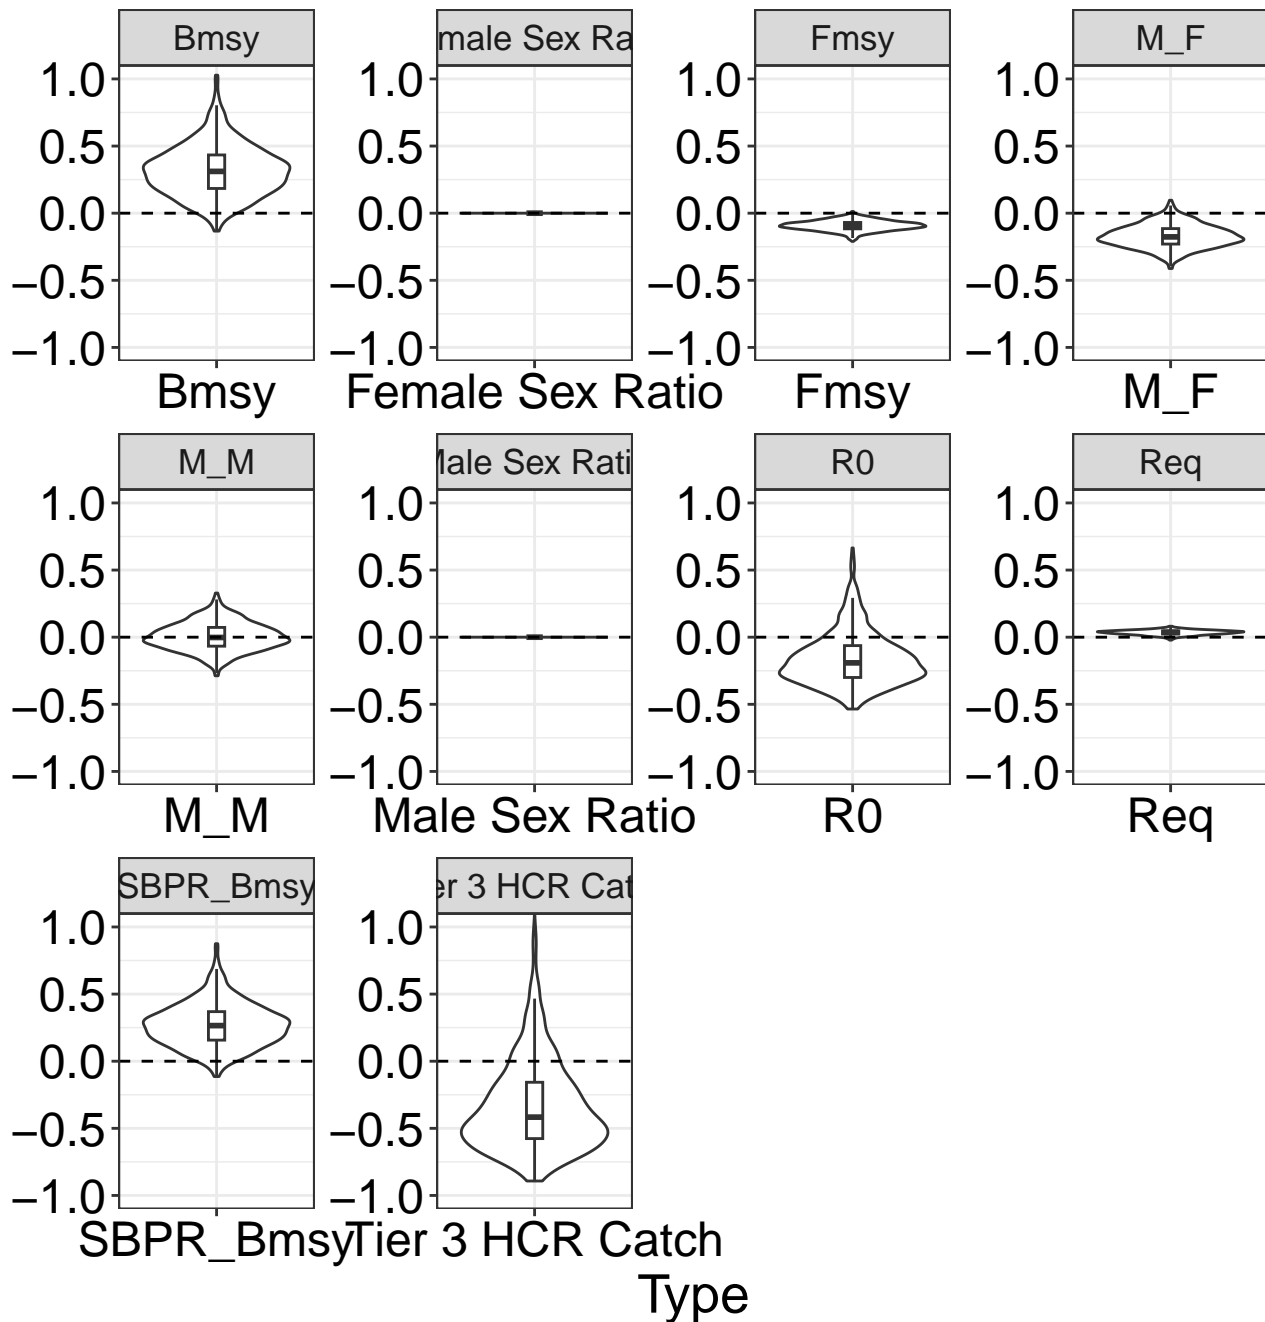 Bmsy
male Sex Ra
Fmsy
M_F
1.0
0.5
0.0
−0.5
−1.0
1.0
0.5
0.0
−0.5
−1.0
1.0
0.5
0.0
−0.5
−1.0
1.0
0.5
0.0
−0.5
−1.0
Bmsy
Female Sex Ratio
Fmsy
M_F
M_M
Male Sex Rati
R0
Req
1.0
0.5
0.0
−0.5
−1.0
1.0
0.5
0.0
−0.5
−1.0
1.0
0.5
0.0
−0.5
−1.0
1.0
0.5
0.0
−0.5
−1.0
M_M
Male Sex Ratio
R0
Req
SBPR_Bmsy
er 3 HCR Cat
1.0
0.5
0.0
−0.5
−1.0
1.0
0.5
0.0
−0.5
−1.0
SBPR_Bmsy
Tier 3 HCR Catch
Type